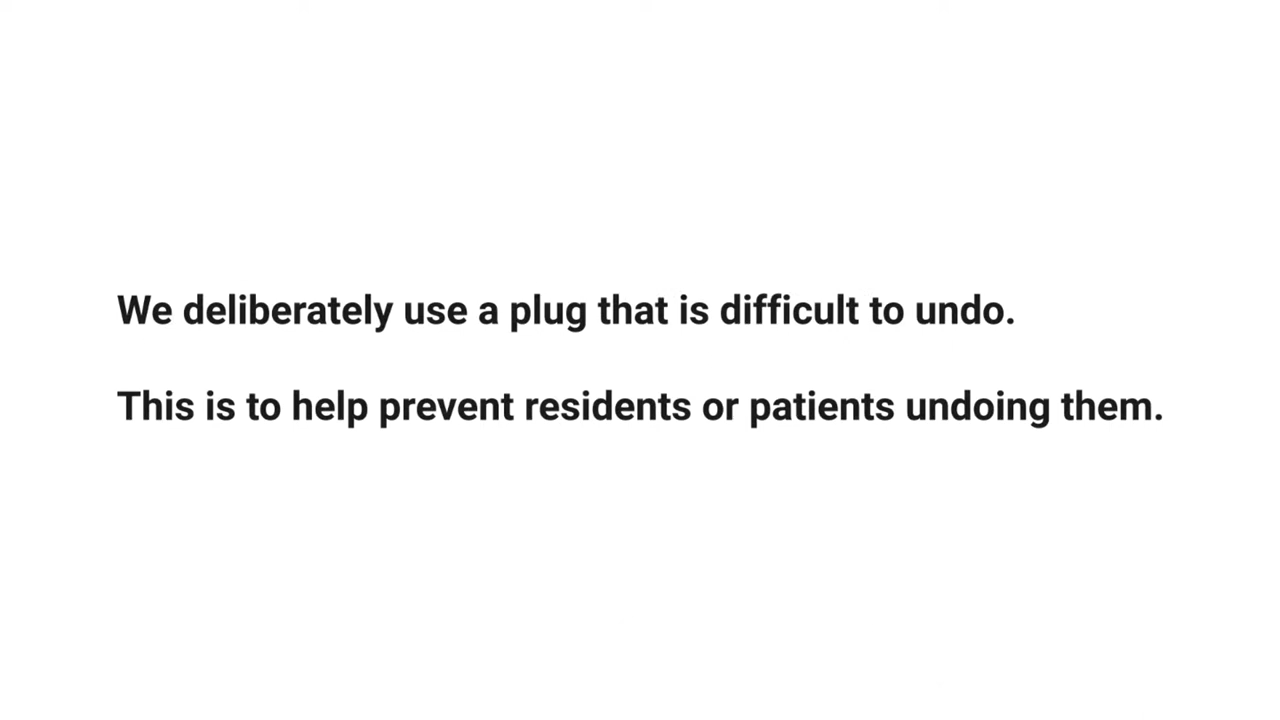 We deliberately use a plug that is difficult to undo.
This is to help prevent residents or patients undoing them.